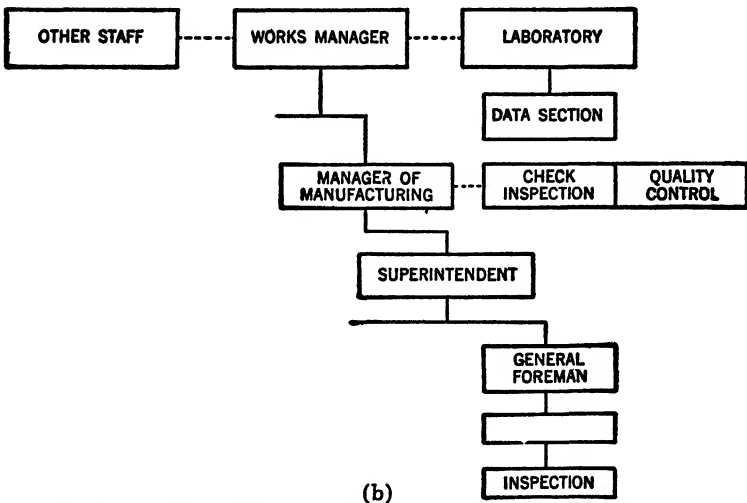 OTHER STAFF
WORKS MANAGER
LABORATORY
DATA SECTION
MANAGER OF
MANUFACTURING
CHECK
INSPECTION
QUALITY
CONTROL
SUPERINTENDENT
GENERAL
FOREMAN
INSPECTION
(b)